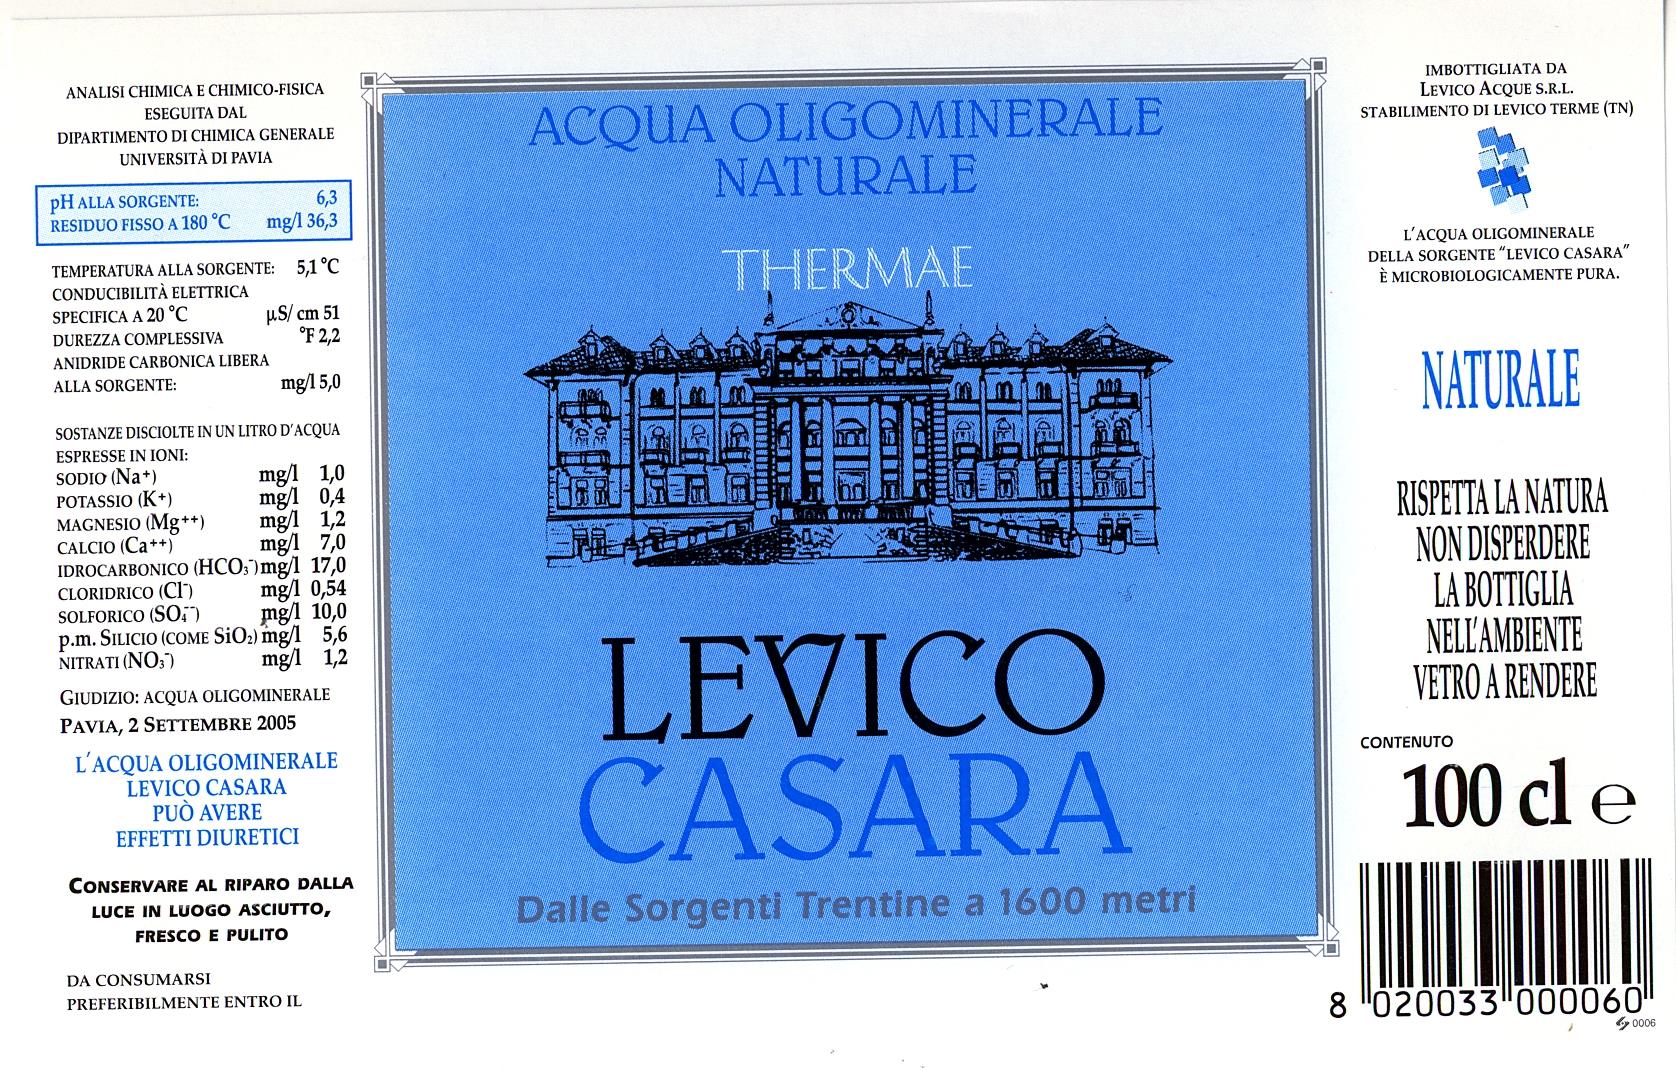 ANALISI CHIMICA E CHIMICO-FISICA
ESEGUITA DAL
DIPARTIMENTO DI CHIMICA GENERALE
UNIVERSITÀ DI PAVIA
pH ALLA SORGENTE: 6,3
RESIDUO FISSO A 180 °C mg/l 36,3
TEMPERATURA ALLA SORGENTE: 5,1 °C
CONDUCIBILITÀ ELETTRICA
SPECIFICA A 20 °C µS/ cm 51
DUREZZA COMPLESSIVA °F 2,2
ANIDRIDE CARBONICA LIBERA
ALLA SORGENTE: mg/l 5,0
SOSTANZE DISCIOLTE IN UN LITRO D'ACQUA
ESPRESSE IN IONI:
SODIO (Na+) mg/l 1,0
POTASSIO (K+) mg/l 0,4
MAGNESIO (Mg++) mg/l 1,2
CALCIO (Ca++) mg/l 7,0
IDROCARBONICO (HCO3-) mg/l 17,0
CLORIDRICO (Cl-) mg/l 0,54
SOLFORICO (SO4--) mg/l 10,0
p.m. SILICIO (COME SiO2) mg/l 5,6
NITRATI (NO3-) mg/l 1,2
GIUDIZIO: ACQUA OLIGOMINERALE
PAVIA, 2 SETTEMBRE 2005
L'ACQUA OLIGOMINERALE
LEVICO CASARA
PUÒ AVERE
EFFETTI DIURETICI
CONSERVARE AL RIPARO DALLA
LUCE IN LUOGO ASCIUTTO,
FRESCO E PULITO
DA CONSUMARSI
PREFERIBILMENTE ENTRO IL
ACQUA OLIGOMINERALE
NATURALE
THERMAE
LEVICO
CASARA
Dalle Sorgenti Trentine a 1600 metri
IMBOTTIGLIATA DA
LEVICO ACQUE S.R.L.
STABILIMENTO DI LEVICO TERME (TN)
L'ACQUA OLIGOMINERALE
DELLA SORGENTE "LEVICO CASARA"
È MICROBIOLOGICAMENTE PURA.
NATURALE
RISPETTA LA NATURA
NON DISPERDERE
LA BOTTIGLIA
NELL'AMBIENTE
VETRO A RENDERE
CONTENUTO
100 cl e
8 020033 000060
0006